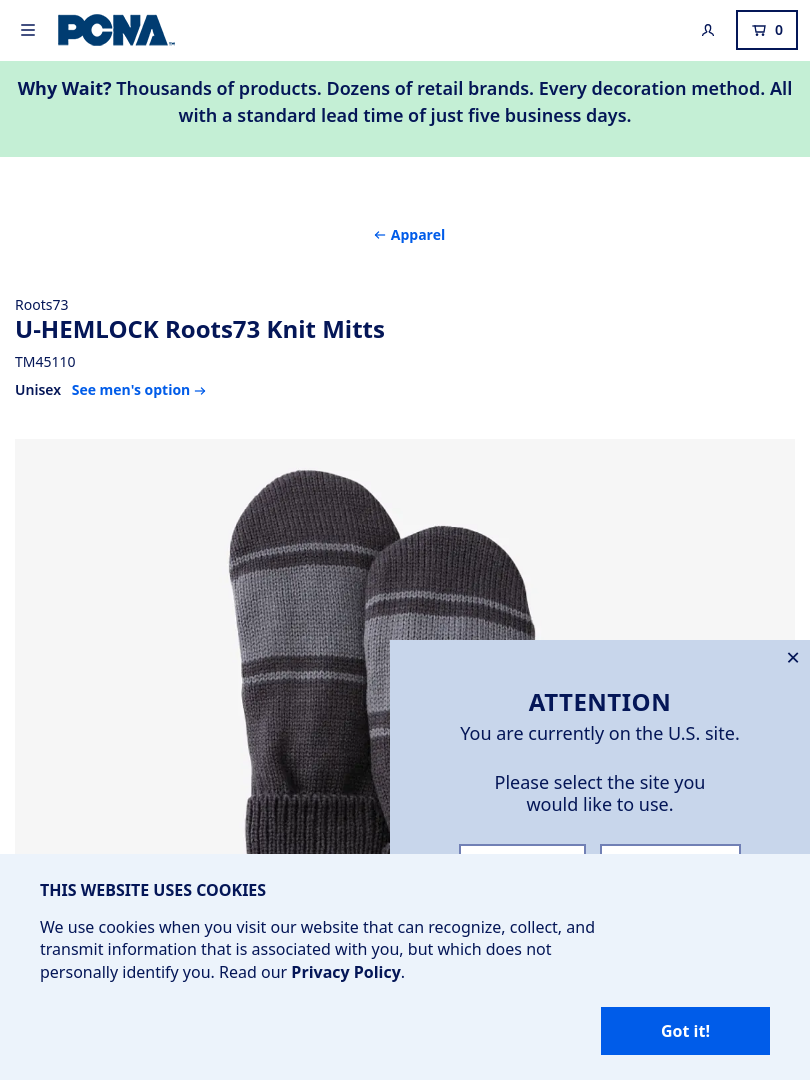 PCNA
0
Why Wait? Thousands of products. Dozens of retail brands. Every decoration method. All
with a standard lead time of just five business days.
← Apparel
Roots73
U-HEMLOCK Roots73 Knit Mitts
TM45110
Unisex See men's option →
ATTENTION
You are currently on the U.S. site.
Please select the site you
would like to use.
THIS WEBSITE USES COOKIES
We use cookies when you visit our website that can recognize, collect, and
transmit information that is associated with you, but which does not
personally identify you. Read our Privacy Policy.
Got it!